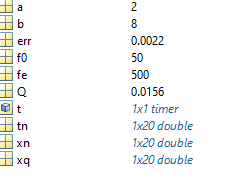 a 2
b 8
err 0.0022
f0 50
fe 500
Q 0.0156
t 1x1 timer
tn 1x20 double
xn 1x20 double
xq 1x20 double